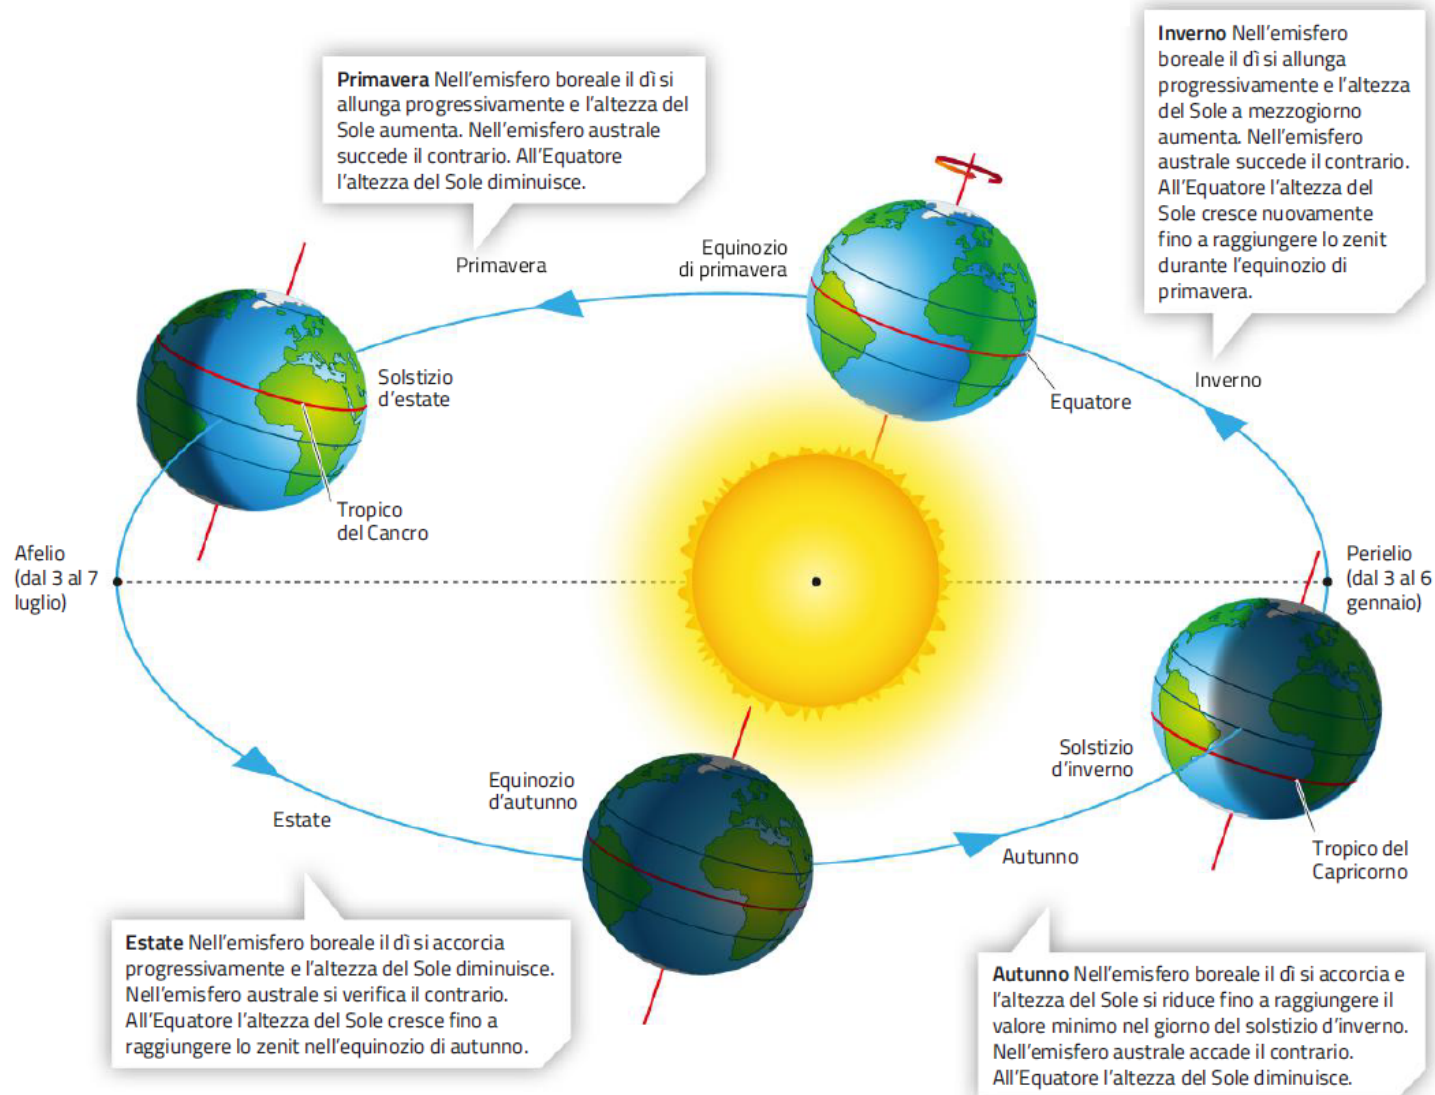 Primavera Nell'emisfero boreale il dì si
allunga progressivamente e l'altezza del
Sole aumenta. Nell'emisfero australe
succede il contrario. All'Equatore
l'altezza del Sole diminuisce.
Inverno Nell'emisfero
boreale il dì si allunga
progressivamente e l'altezza
del Sole a mezzogiorno
aumenta. Nell'emisfero
australe succede il contrario.
All'Equatore l'altezza del
Sole cresce nuovamente
fino a raggiungere lo zenit
durante l'equinozio di
primavera.
Primavera
Equinozio
di primavera
Solstizio
d'estate
Equatore
Inverno
Tropico
del Cancro
Afelio
(dal 3 al 7
luglio)
Perielio
(dal 3 al 6
gennaio)
Solstizio
d'inverno
Equinozio
d'autunno
Estate
Autunno
Tropico del
Capricorno
Estate Nell'emisfero boreale il dì si accorcia
progressivamente e l'altezza del Sole diminuisce.
Nell'emisfero australe si verifica il contrario.
All'Equatore l'altezza del Sole cresce fino a
raggiungere lo zenit nell'equinozio di autunno.
Autunno Nell'emisfero boreale il dì si accorcia e
l'altezza del Sole si riduce fino a raggiungere il
valore minimo nel giorno del solstizio d'inverno.
Nell'emisfero australe accade il contrario.
All'Equatore l'altezza del Sole diminuisce.